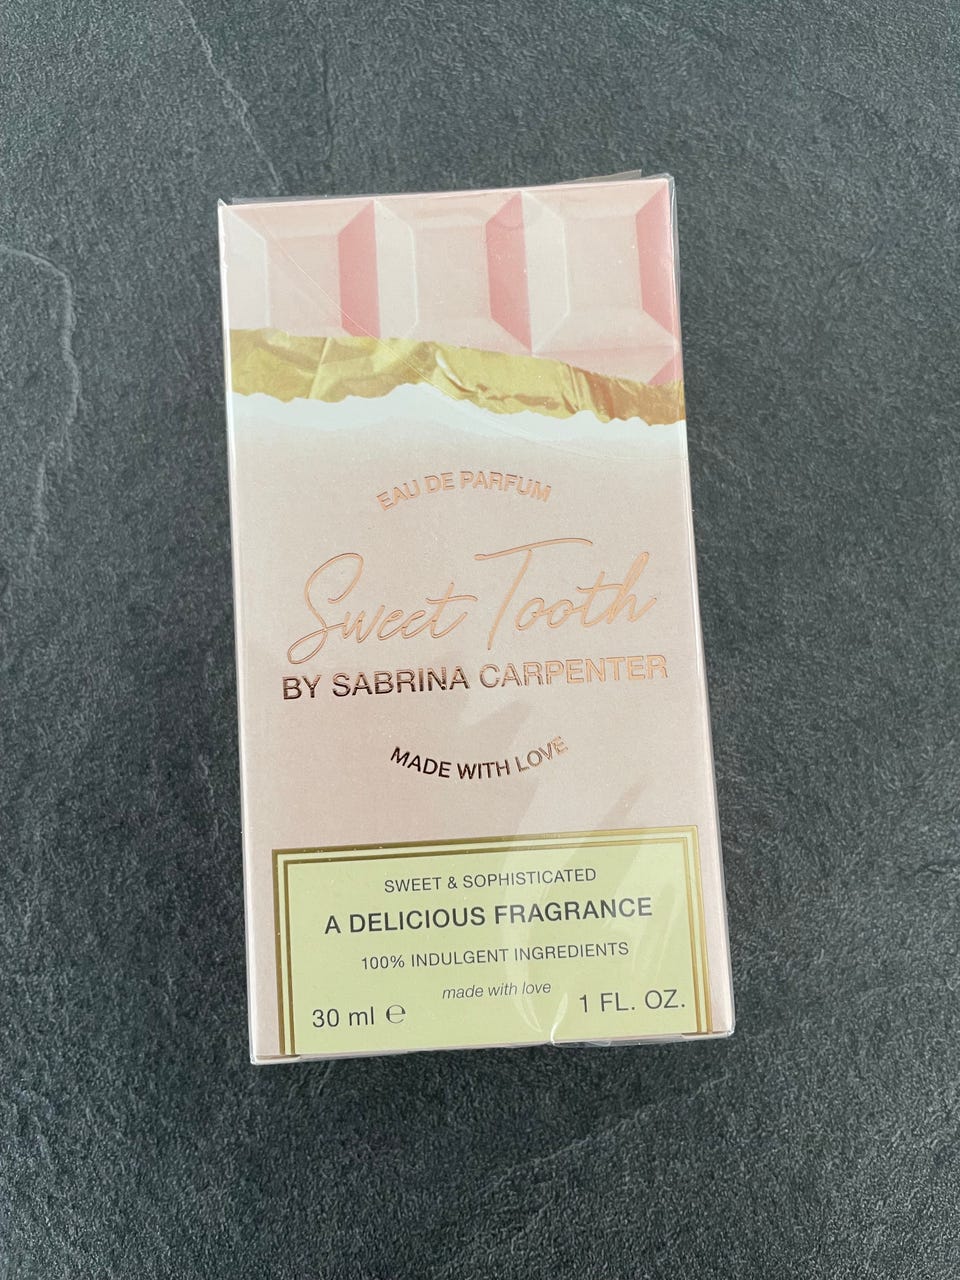 EAU DE PARFUM
Sweet Tooth
BY SABRINA CARPENTER
MADE WITH LOVE
SWEET & SOPHISTICATED
A DELICIOUS FRAGRANCE
100% INDULGENT INGREDIENTS
made with love
30 ml ℮ 1 FL. OZ.